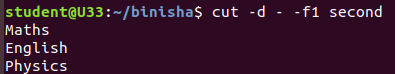 student@U33:~/binisha$ cut -d - -f1 second
Maths
English
Physics